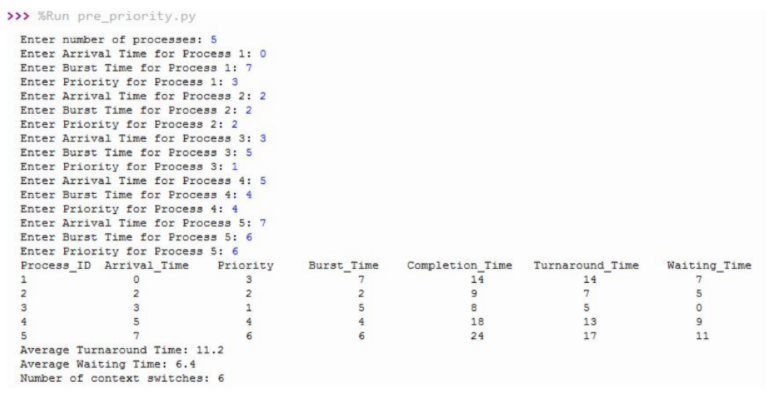 >>> %Run pre_priority.py
Enter number of processes: 5
Enter Arrival Time for Process 1: 0
Enter Burst Time for Process 1: 7
Enter Priority for Process 1: 3
Enter Arrival Time for Process 2: 2
Enter Burst Time for Process 2: 2
Enter Priority for Process 2: 2
Enter Arrival Time for Process 3: 3
Enter Burst Time for Process 3: 5
Enter Priority for Process 3: 1
Enter Arrival Time for Process 4: 5
Enter Burst Time for Process 4: 4
Enter Priority for Process 4: 4
Enter Arrival Time for Process 5: 7
Enter Burst Time for Process 5: 6
Enter Priority for Process 5: 6
Process_ID Arrival_Time Priority Burst_Time Completion_Time Turnaround_Time Waiting_Time
1 0 3 7 14 14 7
2 2 2 2 9 7 5
3 3 1 5 8 5 0
4 5 4 4 18 13 9
5 7 6 6 24 17 11
Average Turnaround Time: 11.2
Average Waiting Time: 6.4
Number of context switches: 6